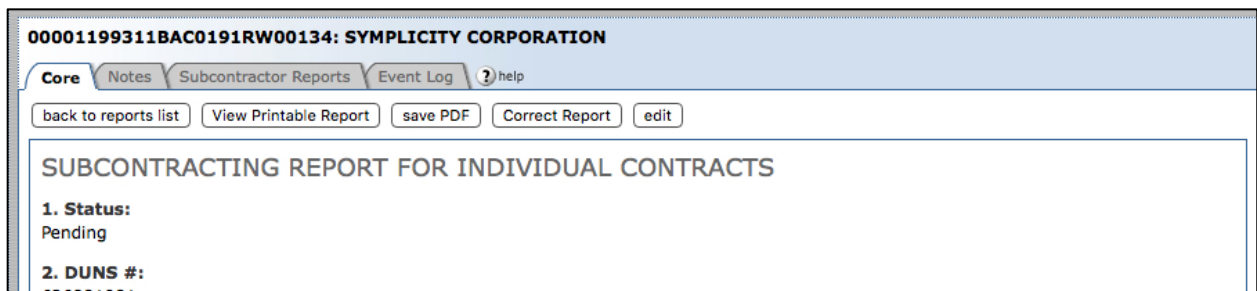 00001199311BAC0191RW00134: SYMPLICITY CORPORATION
Core Notes Subcontractor Reports Event Log ? help
back to reports list View Printable Report save PDF Correct Report edit
SUBCONTRACTING REPORT FOR INDIVIDUAL CONTRACTS
1. Status:
Pending
2. DUNS #: